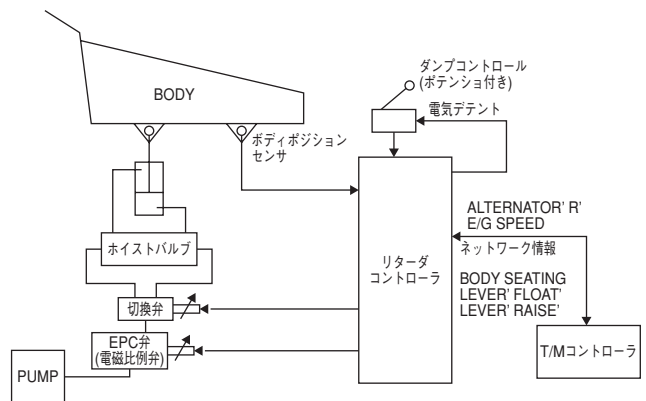 ダンプコントロール
(ポテンショ付き)
BODY
電気デテント
ボディポジション
センサ
ALTERNATOR' R'
E/G SPEED
ホイストバルブ
リターダ
コントローラ
ネットワーク情報
BODY SEATING
LEVER' FLOAT'
LEVER' RAISE'
切換弁
EPC弁
(電磁比例弁)
T/Mコントローラ
PUMP